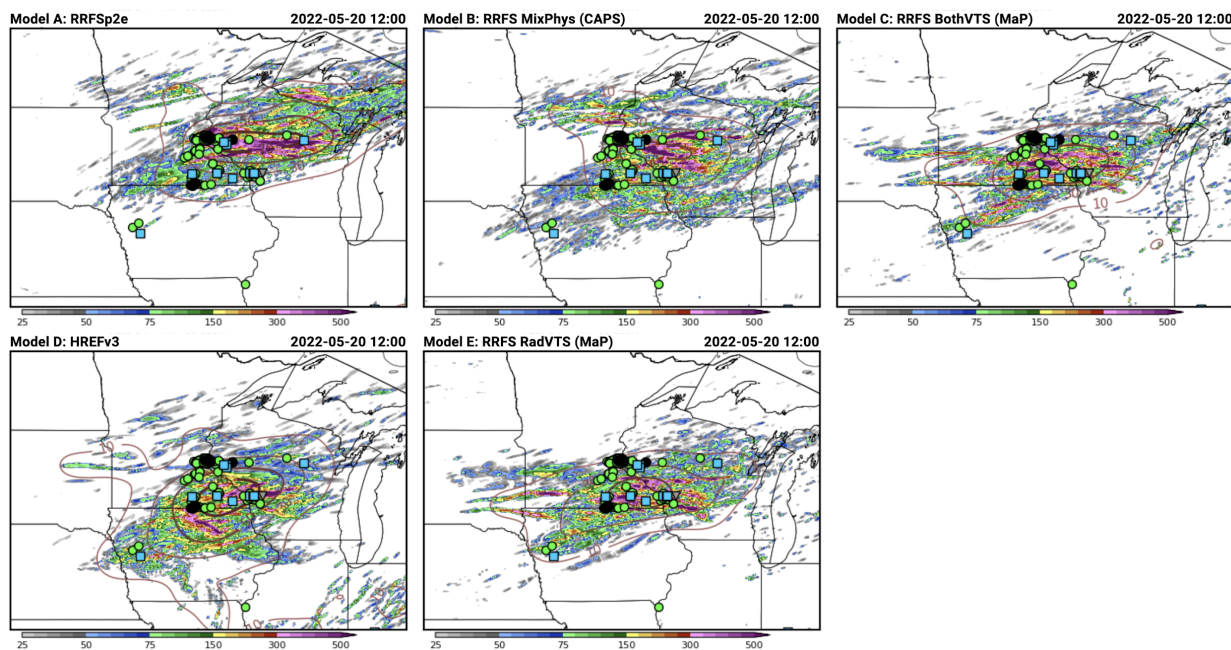 Model A: RRFSp2e 2022-05-20 12:00
Model B: RRFS MixPhys (CAPS) 2022-05-20 12:00
Model C: RRFS BothVTS (MaP) 2022-05-20 12:00
10
10
25 50 75 150 300 500
25 50 75 150 300 500
25 50 75 150 300 500
Model D: HREFv3 2022-05-20 12:00
Model E: RRFS RadVTS (MaP) 2022-05-20 12:00
25 50 75 150 300 500
25 50 75 150 300 500